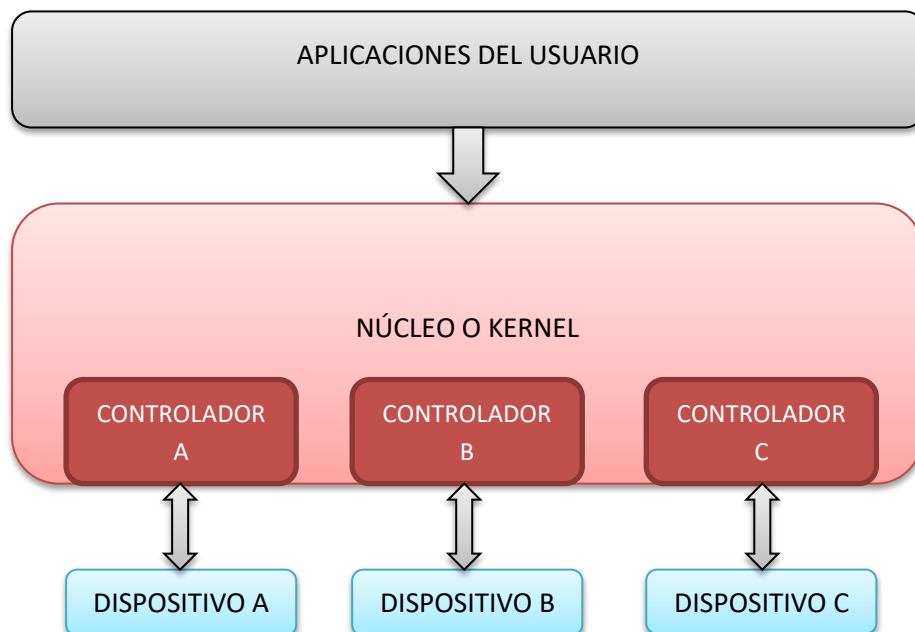 APLICACIONES DEL USUARIO
NÚCLEO O KERNEL
CONTROLADOR
A
CONTROLADOR
B
CONTROLADOR
C
DISPOSITIVO A
DISPOSITIVO B
DISPOSITIVO C